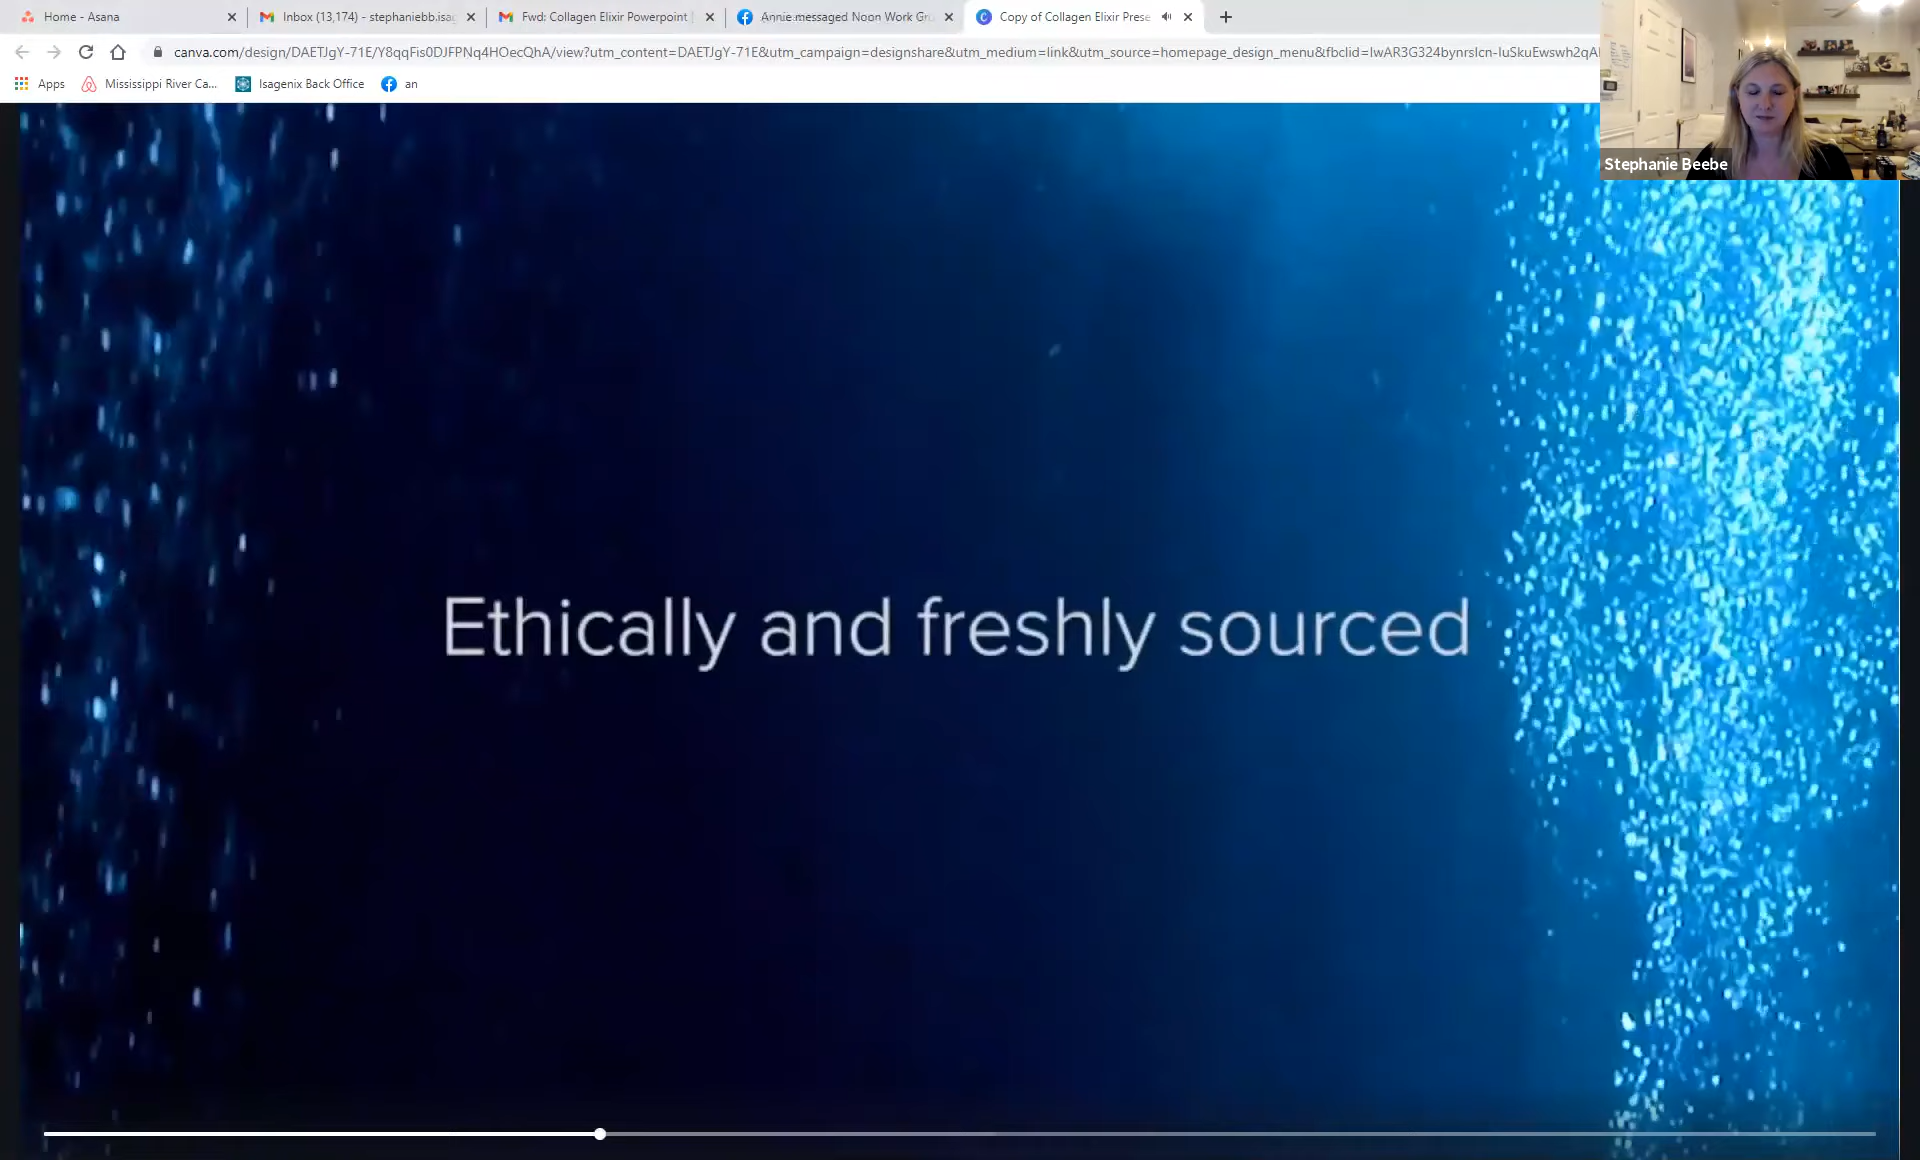 Home - Asana
Inbox (13,174) - stephaniebb.isa
Fwd: Collagen Elixir Powerpoint
Annie messaged Noon Work Gr
Copy of Collagen Elixir Prese
canva.com/design/DAETJgY-71E/Y8qqFis0DJFPNq4HOecQhA/view?utm_content=DAETJgY-71E&utm_campaign=designshare&utm_medium=link&utm_source=homepage_design_menu&fbclid=IwAR3G324bynrsIcn-IuSkuEwswh2qAl
Apps
Mississippi River Ca...
Isagenix Back Office
an
Stephanie Beebe
Ethically and freshly sourced